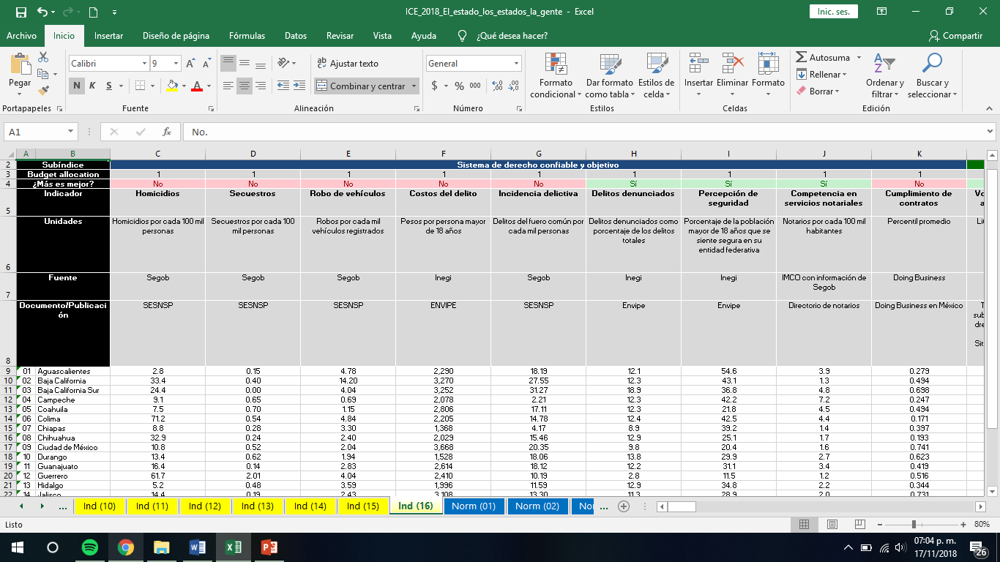 ICE_2018_El_estado_los_estados_la_gente - Excel
Inic. ses.
Archivo Inicio Insertar Diseño de página Fórmulas Datos Revisar Vista Ayuda ¿Qué desea hacer? Compartir
Pegar
Calibri 9
N K S
Ajustar texto
Combinar y centrar
General
$ % 000
Formato condicional
Dar formato como tabla
Estilos de celda
Insertar Eliminar Formato
Autosuma
Rellenar
Borrar
Ordenar y filtrar
Buscar y seleccionar
Portapapeles Fuente Alineación Número Estilos Celdas Edición
A1 fx No.
A B C D E F G H I J K
2 Subíndice Sistema de derecho confiable y objetivo
3 Budget allocation 1 1 1 1 1 1 1 1 1
4 ¿Más es mejor? No No No No No Sí Sí Sí No
5 Indicador Homicidios Secuestros Robo de vehículos Costos del delito Incidencia delictiva Delitos denunciados Percepción de seguridad Competencia en servicios notariales Cumplimiento de contratos
6 Unidades Homicidios por cada 100 mil personas Secuestros por cada 100 mil personas Robos por cada mil vehículos registrados Pesos por persona mayor de 18 años Delitos del fuero común por cada mil personas Delitos denunciados como porcentaje de los delitos totales Porcentaje de la población mayor de 18 años que se siente segura en su entidad federativa Notarios por cada 100 mil habitantes Percentil promedio
7 Fuente Segob Segob Segob Inegi Segob Inegi Inegi IMCO con información de Segob Doing Business
8 Documento/Publicación SESNSP SESNSP SESNSP ENVIPE SESNSP Envipe Envipe Directorio de notarios Doing Business en México
9 01 Aguascalientes 2.8 0.15 4.78 2,290 18.19 12.1 54.6 3.9 0.279
10 02 Baja California 33.4 0.40 14.20 3,270 27.55 12.3 43.1 1.3 0.494
11 03 Baja California Sur 24.4 0.00 4.04 3,252 31.27 18.9 36.8 4.8 0.698
12 04 Campeche 9.1 0.65 0.69 2,078 2.21 12.3 42.2 7.2 0.247
13 05 Coahuila 7.5 0.70 1.15 2,806 17.11 12.3 21.8 4.5 0.494
14 06 Colima 71.2 0.54 4.84 2,205 14.78 12.4 42.5 4.4 0.171
15 07 Chiapas 8.8 0.28 3.30 1,368 4.17 8.9 39.2 1.4 0.397
16 08 Chihuahua 32.9 0.24 2.40 2,029 15.46 12.9 25.1 1.7 0.193
17 09 Ciudad de México 10.8 0.52 2.04 3,668 20.35 9.8 20.4 1.6 0.741
18 10 Durango 13.4 0.62 1.94 1,528 18.06 13.8 29.9 2.7 0.623
19 11 Guanajuato 16.4 0.14 2.83 2,614 18.12 12.2 31.1 3.4 0.419
20 12 Guerrero 61.7 2.01 4.04 2,410 10.19 2.8 11.5 1.2 0.516
21 13 Hidalgo 5.2 0.48 3.59 1,996 11.59 12.9 34.8 2.2 0.344
22 14 Jalisco 14.4 0.19 2.43 3,108 13.30 11.3 28.9 2.0 0.731
... Ind (10) Ind (11) Ind (12) Ind (13) Ind (14) Ind (15) Ind (16) Norm (01) Norm (02) Nor ...
Listo 80%
07:04 p. m.
17/11/2018
26